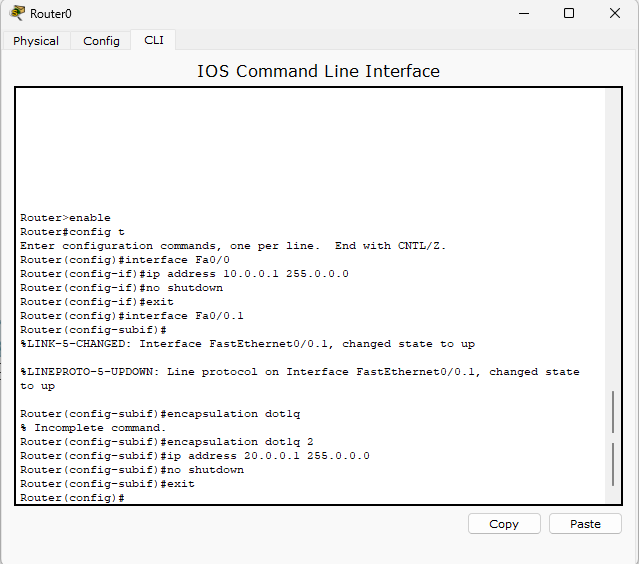 Router0
Physical Config CLI
IOS Command Line Interface
Router>enable
Router#config t
Enter configuration commands, one per line.  End with CNTL/Z.
Router(config)#interface Fa0/0
Router(config-if)#ip address 10.0.0.1 255.0.0.0
Router(config-if)#no shutdown
Router(config-if)#exit
Router(config)#interface Fa0/0.1
Router(config-subif)#
%LINK-5-CHANGED: Interface FastEthernet0/0.1, changed state to up
%LINEPROTO-5-UPDOWN: Line protocol on Interface FastEthernet0/0.1, changed state
to up
Router(config-subif)#encapsulation dot1q
% Incomplete command.
Router(config-subif)#encapsulation dot1q 2
Router(config-subif)#ip address 20.0.0.1 255.0.0.0
Router(config-subif)#no shutdown
Router(config-subif)#exit
Router(config)#
Copy Paste